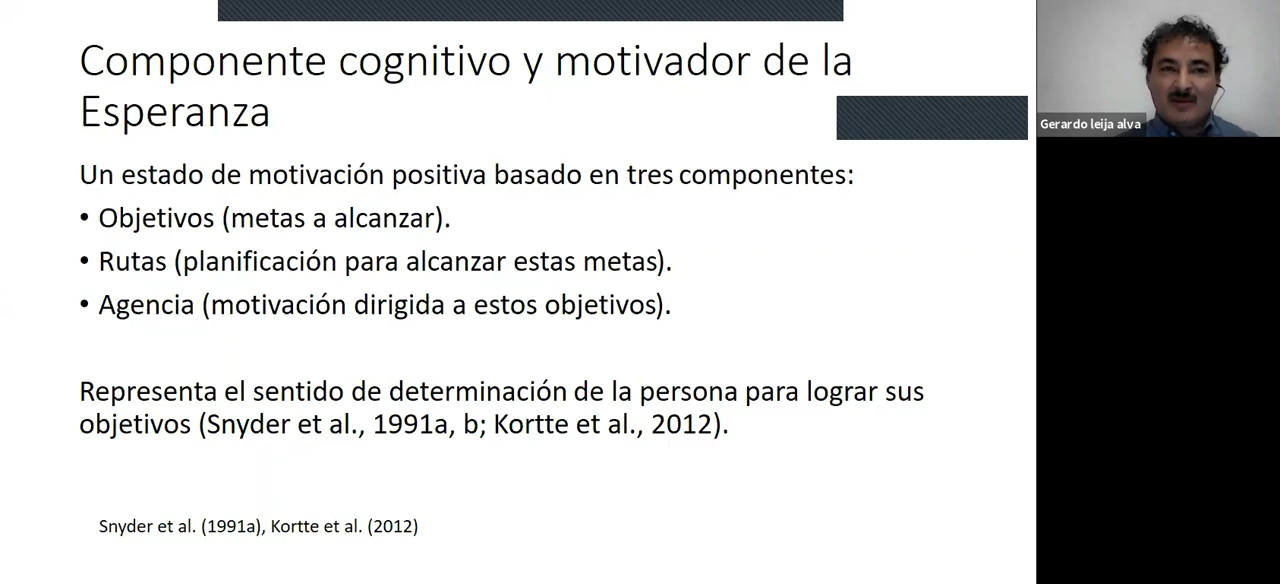 Componente cognitivo y motivador de la
Esperanza
Un estado de motivación positiva basado en tres componentes:
• Objetivos (metas a alcanzar).
• Rutas (planificación para alcanzar estas metas).
• Agencia (motivación dirigida a estos objetivos).
Representa el sentido de determinación de la persona para lograr sus
objetivos (Snyder et al., 1991a, b; Kortte et al., 2012).
Snyder et al. (1991a), Kortte et al. (2012)
Gerardo leija alva